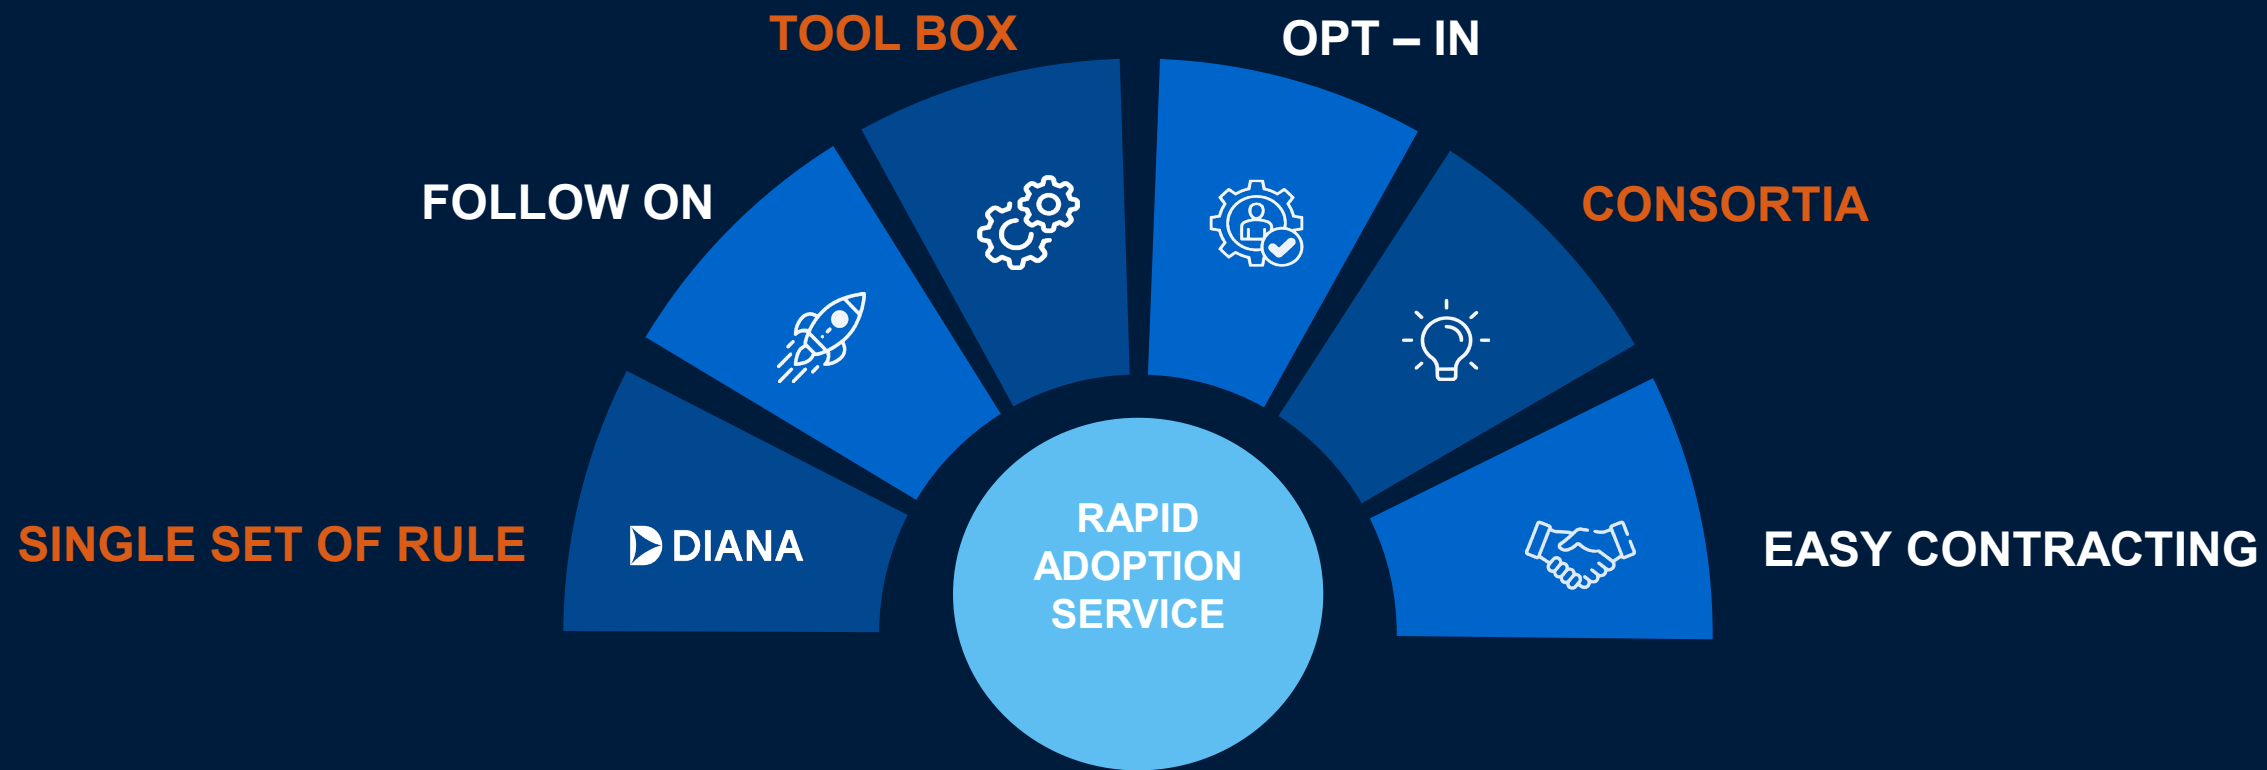 TOOL BOX
OPT – IN
FOLLOW ON
CONSORTIA
SINGLE SET OF RULE
DIANA
RAPID
ADOPTION
SERVICE
EASY CONTRACTING